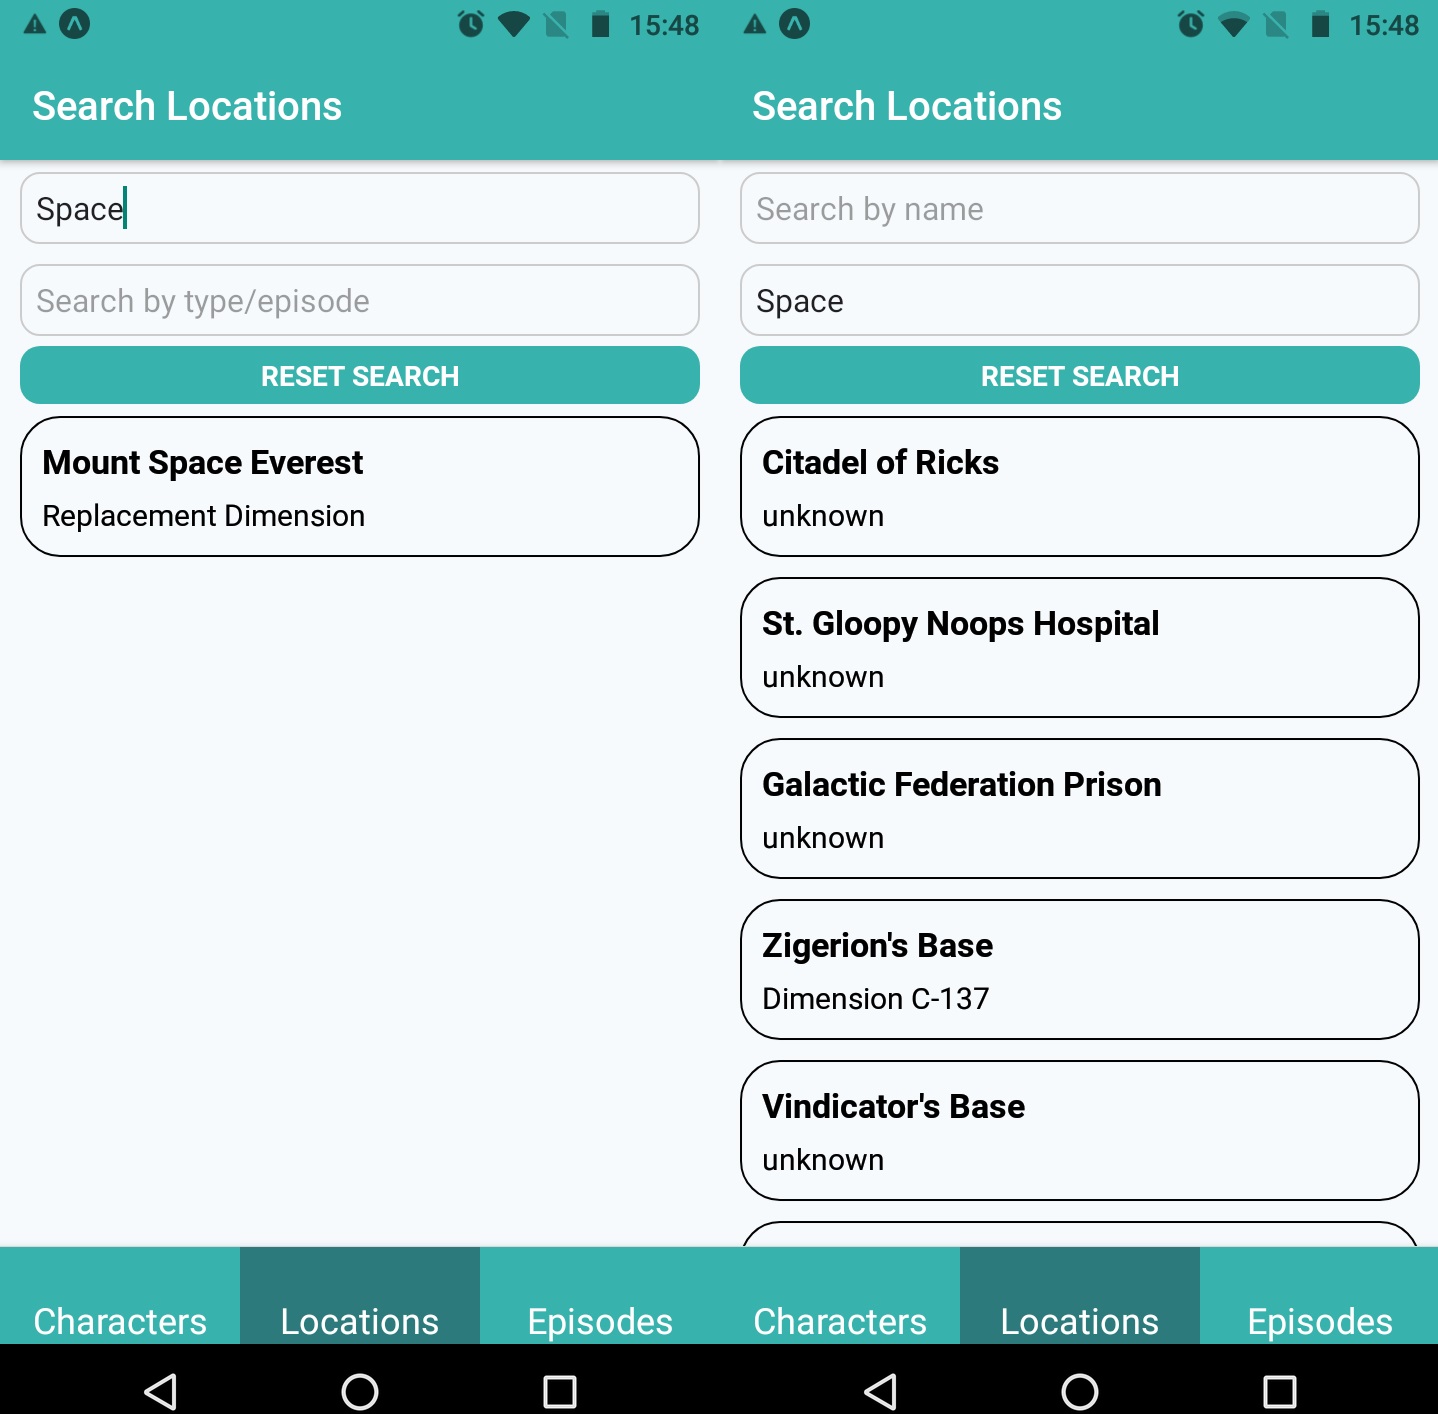 15:48
Search Locations
Space
Search by type/episode
RESET SEARCH
Mount Space Everest
Replacement Dimension
Characters
Locations
Episodes
15:48
Search Locations
Search by name
Space
RESET SEARCH
Citadel of Ricks
unknown
St. Gloopy Noops Hospital
unknown
Galactic Federation Prison
unknown
Zigerion's Base
Dimension C-137
Vindicator's Base
unknown
Characters
Locations
Episodes